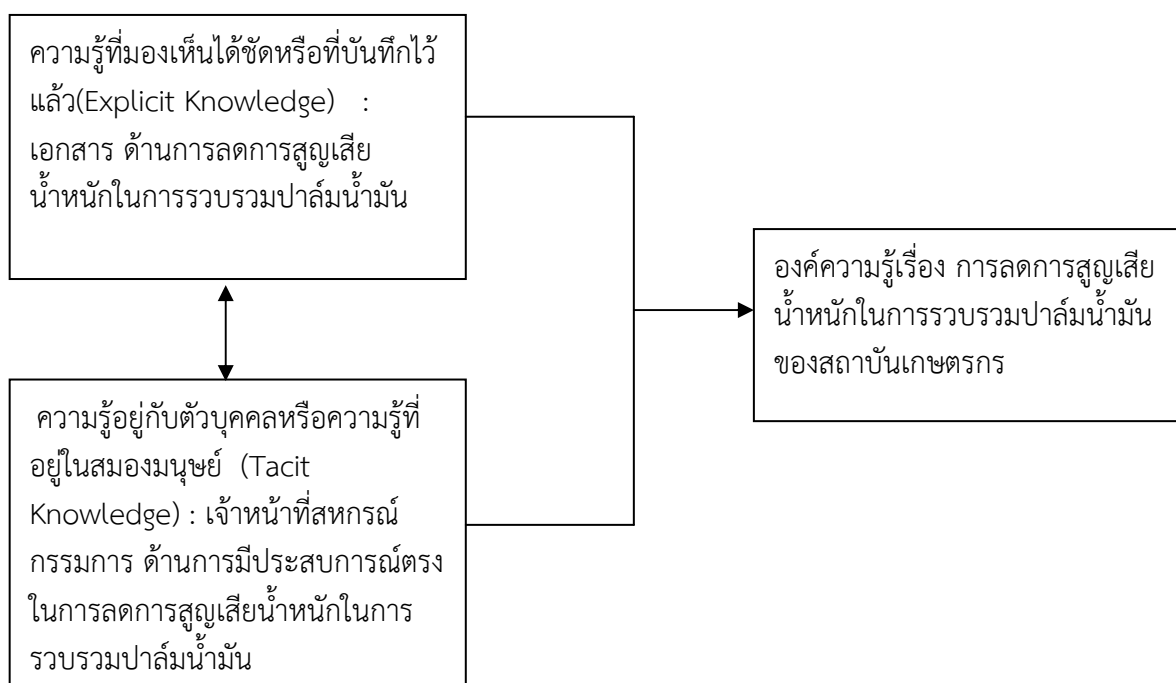 ความรู้ที่มองเห็นได้ชัดหรือที่บันทึกไว้
แล้ว(Explicit Knowledge) :
เอกสาร ด้านการลดการสูญเสีย
น้ำหนักในการรวบรวมปาล์มน้ำมัน
องค์ความรู้เรื่อง การลดการสูญเสีย
น้ำหนักในการรวบรวมปาล์มน้ำมัน
ของสถาบันเกษตรกร
ความรู้อยู่กับตัวบุคคลหรือความรู้ที่
อยู่ในสมองมนุษย์ (Tacit
Knowledge) : เจ้าหน้าที่สหกรณ์
กรรมการ ด้านการมีประสบการณ์ตรง
ในการลดการสูญเสียน้ำหนักในการ
รวบรวมปาล์มน้ำมัน